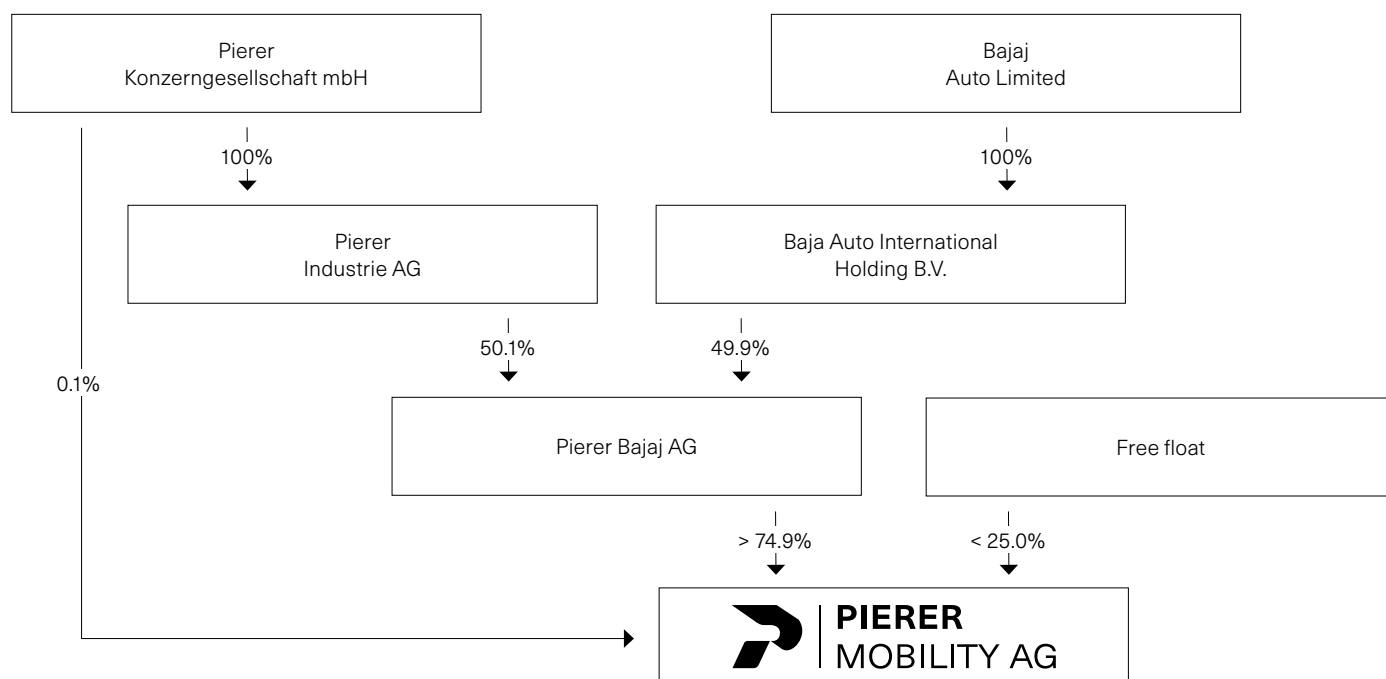 Pierer
Konzerngesellschaft mbH
Bajaj
Auto Limited
100%
100%
Pierer
Industrie AG
Baja Auto International
Holding B.V.
50.1%
49.9%
0.1%
Pierer Bajaj AG
Free float
> 74.9%
< 25.0%
PIERER
MOBILITY AG